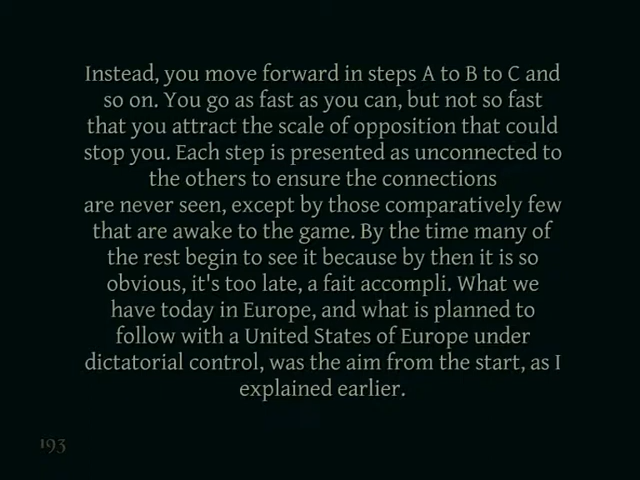 Instead, you move forward in steps A to B to C and
so on. You go as fast as you can, but not so fast
that you attract the scale of opposition that could
stop you. Each step is presented as unconnected to
the others to ensure the connections
are never seen, except by those comparatively few
that are awake to the game. By the time many of
the rest begin to see it because by then it is so
obvious, it's too late, a fait accompli. What we
have today in Europe, and what is planned to
follow with a United States of Europe under
dictatorial control, was the aim from the start, as I
explained earlier.
193